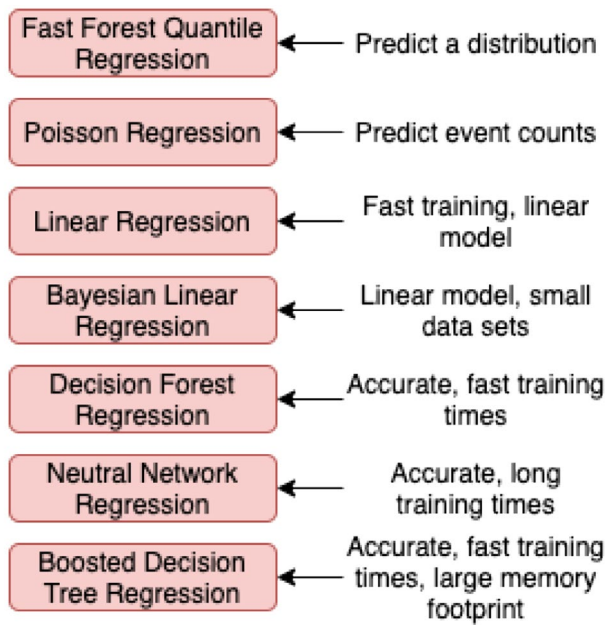 Fast Forest Quantile
Regression
Predict a distribution
Poisson Regression
Predict event counts
Linear Regression
Fast training, linear
model
Bayesian Linear
Regression
Linear model, small
data sets
Decision Forest
Regression
Accurate, fast training
times
Neutral Network
Regression
Accurate, long
training times
Boosted Decision
Tree Regression
Accurate, fast training
times, large memory
footprint